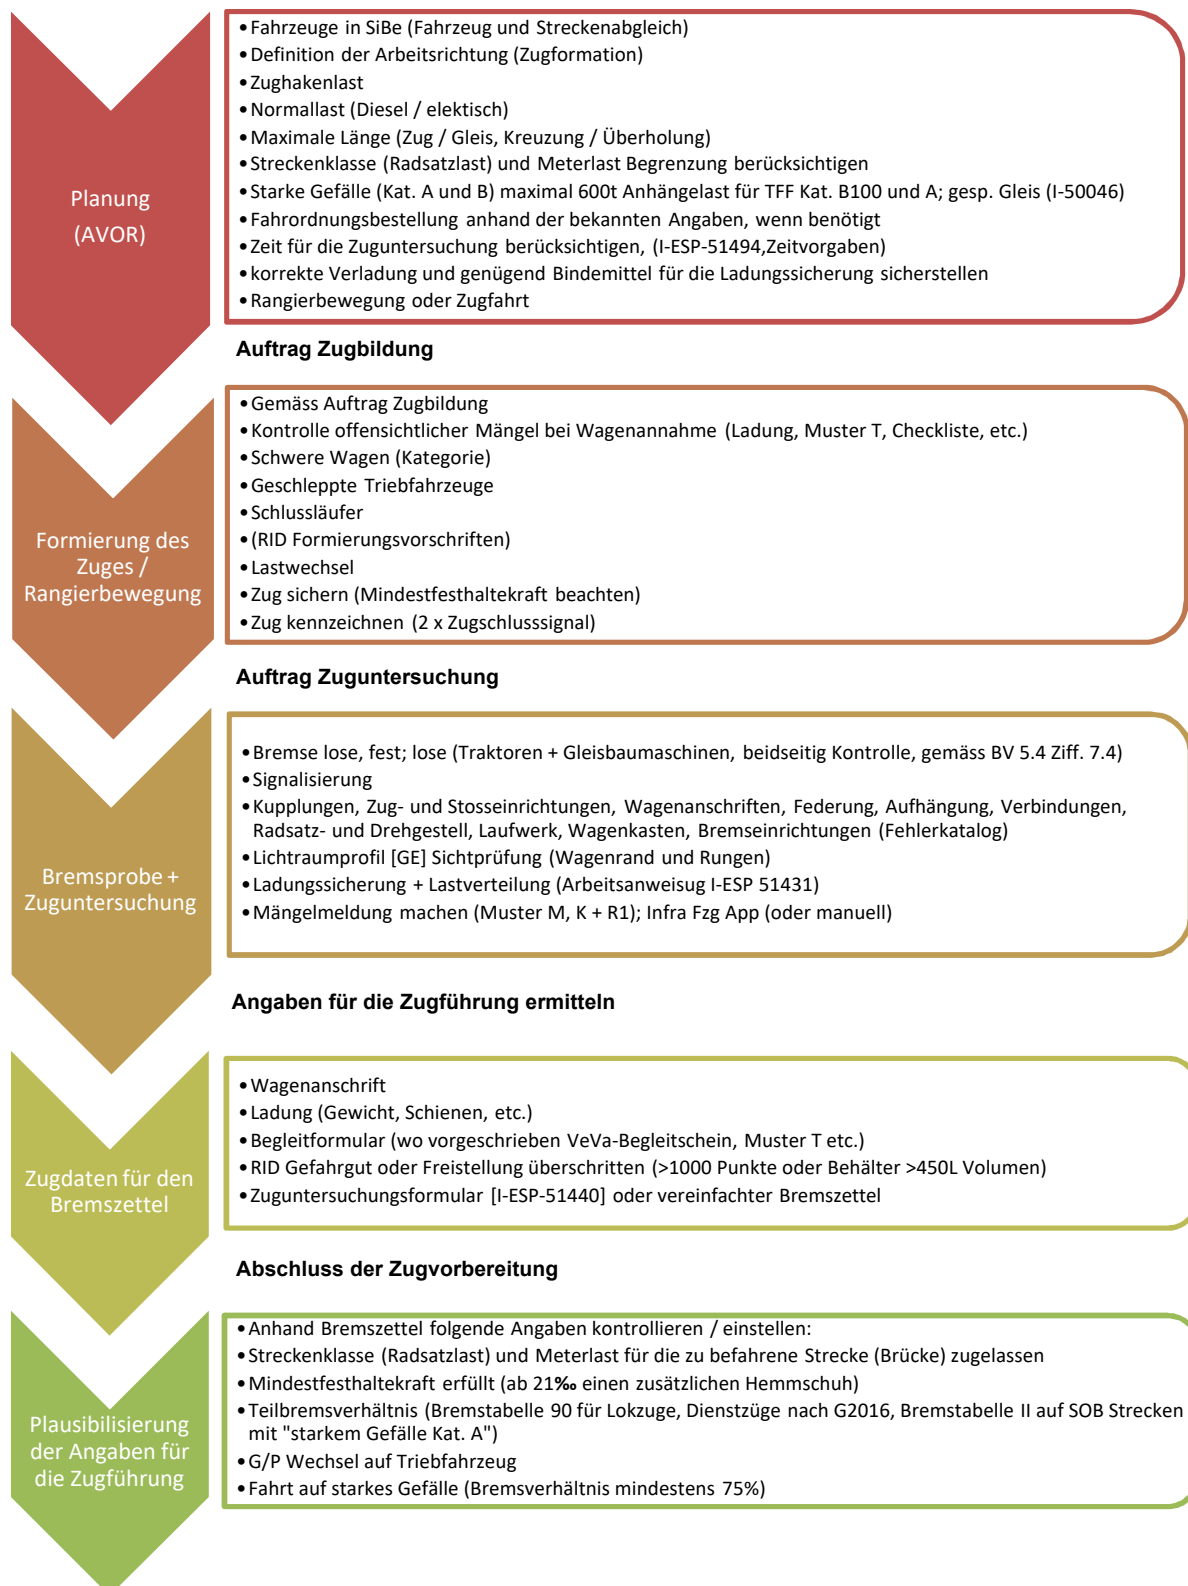 Planung
(AVOR)
•Fahrzeuge in SiBe (Fahrzeug und Streckenabgleich)
•Definition der Arbeitsrichtung (Zugformation)
•Zughakenlast
•Normallast (Diesel / elektisch)
•Maximale Länge (Zug / Gleis, Kreuzung / Überholung)
•Streckenklasse (Radsatzlast) und Meterlast Begrenzung berücksichtigen
•Starke Gefälle (Kat. A und B) maximal 600t Anhängelast für TFF Kat. B100 und A; gesp. Gleis (I-50046)
•Fahrordnungsbestellung anhand der bekannten Angaben, wenn benötigt
•Zeit für die Zuguntersuchung berücksichtigen, (I-ESP-51494,Zeitvorgaben)
•korrekte Verladung und genügend Bindemittel für die Ladungssicherung sicherstellen
•Rangierbewegung oder Zugfahrt
Auftrag Zugbildung
Formierung des
Zuges /
Rangierbewegung
•Gemäss Auftrag Zugbildung
•Kontrolle offensichtlicher Mängel bei Wagenannahme (Ladung, Muster T, Checkliste, etc.)
•Schwere Wagen (Kategorie)
•Geschleppte Triebfahrzeuge
•Schlussläufer
•(RID Formierungsvorschriften)
•Lastwechsel
•Zug sichern (Mindestfesthaltekraft beachten)
•Zug kennzeichnen (2 x Zugschlusssignal)
Auftrag Zuguntersuchung
Bremsprobe +
Zuguntersuchung
•Bremse lose, fest; lose (Traktoren + Gleisbaumaschinen, beidseitig Kontrolle, gemäss BV 5.4 Ziff. 7.4)
•Signalisierung
•Kupplungen, Zug- und Stosseinrichtungen, Wagenanschriften, Federung, Aufhängung, Verbindungen,
Radsatz- und Drehgestell, Laufwerk, Wagenkasten, Bremseinrichtungen (Fehlerkatalog)
•Lichtraumprofil [GE] Sichtprüfung (Wagenrand und Rungen)
•Ladungssicherung + Lastverteilung (Arbeitsanweisug I-ESP 51431)
•Mängelmeldung machen (Muster M, K + R1); Infra Fzg App (oder manuell)
Angaben für die Zugführung ermitteln
Zugdaten für den
Bremszettel
•Wagenanschrift
•Ladung (Gewicht, Schienen, etc.)
•Begleitformular (wo vorgeschrieben VeVa-Begleitschein, Muster T etc.)
•RID Gefahrgut oder Freistellung überschritten (>1000 Punkte oder Behälter >450L Volumen)
•Zuguntersuchungsformular [I-ESP-51440] oder vereinfachter Bremszettel
Abschluss der Zugvorbereitung
Plausibilisierung
der Angaben für
die Zugführung
•Anhand Bremszettel folgende Angaben kontrollieren / einstellen:
•Streckenklasse (Radsatzlast) und Meterlast für die zu befahrene Strecke (Brücke) zugelassen
•Mindestfesthaltekraft erfüllt (ab 21‰ einen zusätzlichen Hemmschuh)
•Teilbremsverhältnis (Bremstabelle 90 für Lokzuge, Dienstzüge nach G2016, Bremstabelle II auf SOB Strecken
mit "starkem Gefälle Kat. A")
•G/P Wechsel auf Triebfahrzeug
•Fahrt auf starkes Gefälle (Bremsverhältnis mindestens 75%)